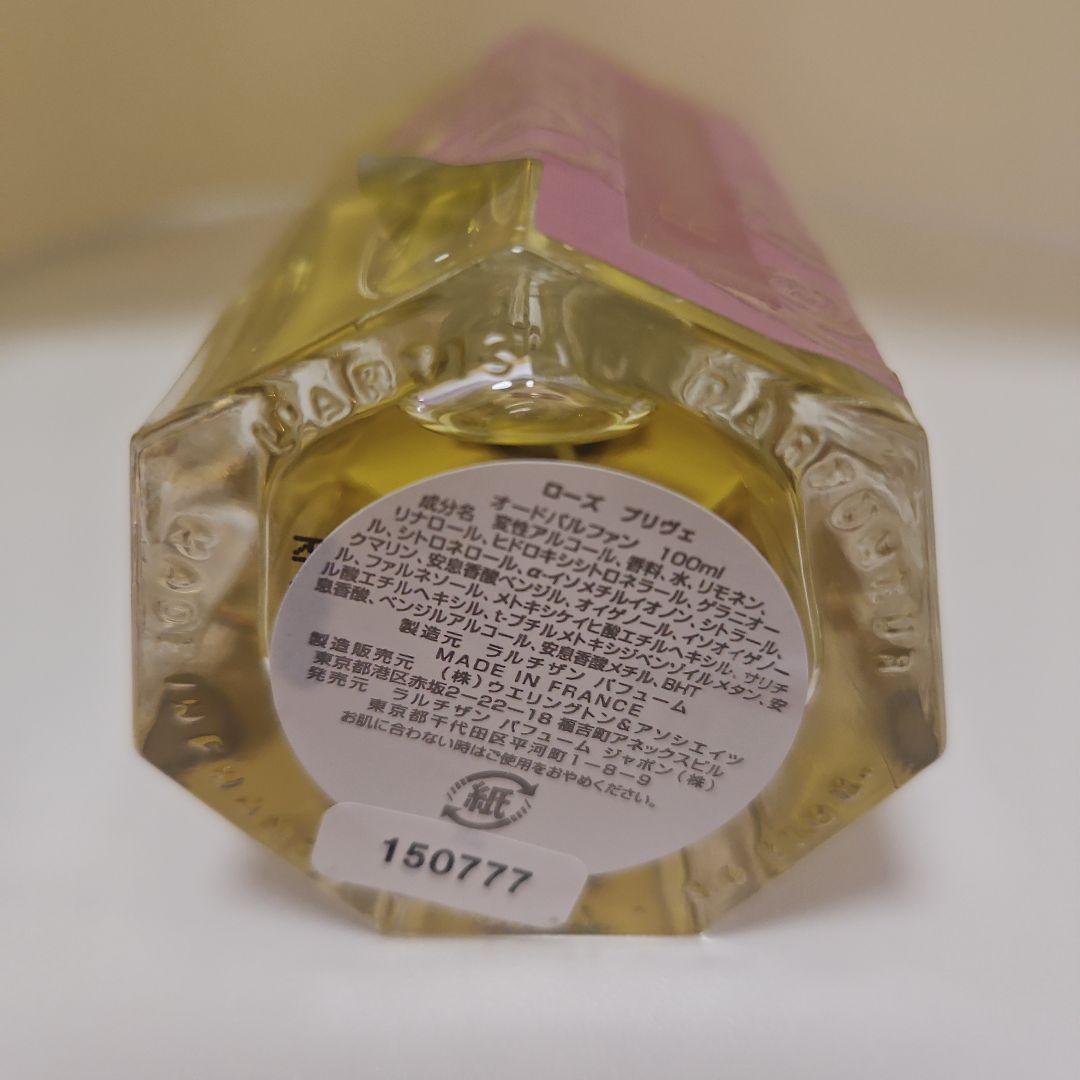 ローズ プリヴェ
オードパルファン 100ml
成分名 変性アルコール、香料、水、リモネン、
リナロール、ヒドロキシシトロネラール、ゲラニオー
ル、シトロネロール、α-イソメチルイオノン、シトラール、
クマリン、安息香酸ベンジル、オイゲノール、イソオイゲノー
ル、ファルネソール、メトキシケイヒ酸エチルヘキシル、サリチ
ル酸エチルヘキシル、t-ブチルメトキシジベンゾイルメタン、安
息香酸、ベンジルアルコール、安息香酸メチル、BHT
製造元 ラルチザン パフューム
MADE IN FRANCE
製造販売元 (株)ウエリントン&アソシエイツ
東京都港区赤坂2-22-18 福吉町アネックスビル
発売元 ラルチザン パフューム ジャポン(株)
東京都千代田区平河町1-8-9
お肌に合わない時はご使用をおやめください。
紙
150777